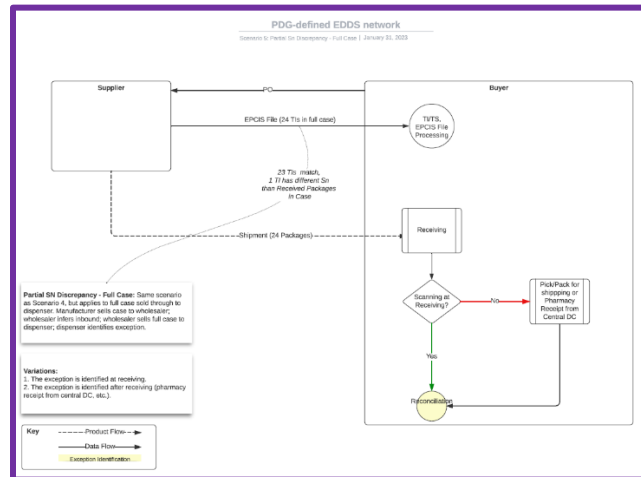 PDG-defined EDDS network
Scenario 5: Partial Sn Discrepancy - Full Case | January 31, 2023
Supplier
Buyer
PO
EPCIS File (24 TIs in full case)
TI/TS,
EPCIS File
Processing
23 TIs match,
1 TI has different Sn
than Received Packages
in Case
Shipment (24 Packages)
Receiving
Partial SN Discrepancy - Full Case: Same scenario
as Scenario 4, but applies to full case sold through to
dispenser. Manufacturer sells case to wholesaler;
wholesaler infers inbound; wholesaler sells full case to
dispenser; dispenser identifies exception.
Scanning at
Receiving?
No
Pick/Pack for
shippping or
Pharmacy
Receipt from
Central DC
Yes
Variations:
1. The exception is identified at receiving.
2. The exception is identified after receiving (pharmacy
receipt from central DC, etc.).
Reconciliation
Key
Product Flow
Data Flow
Exception Identification